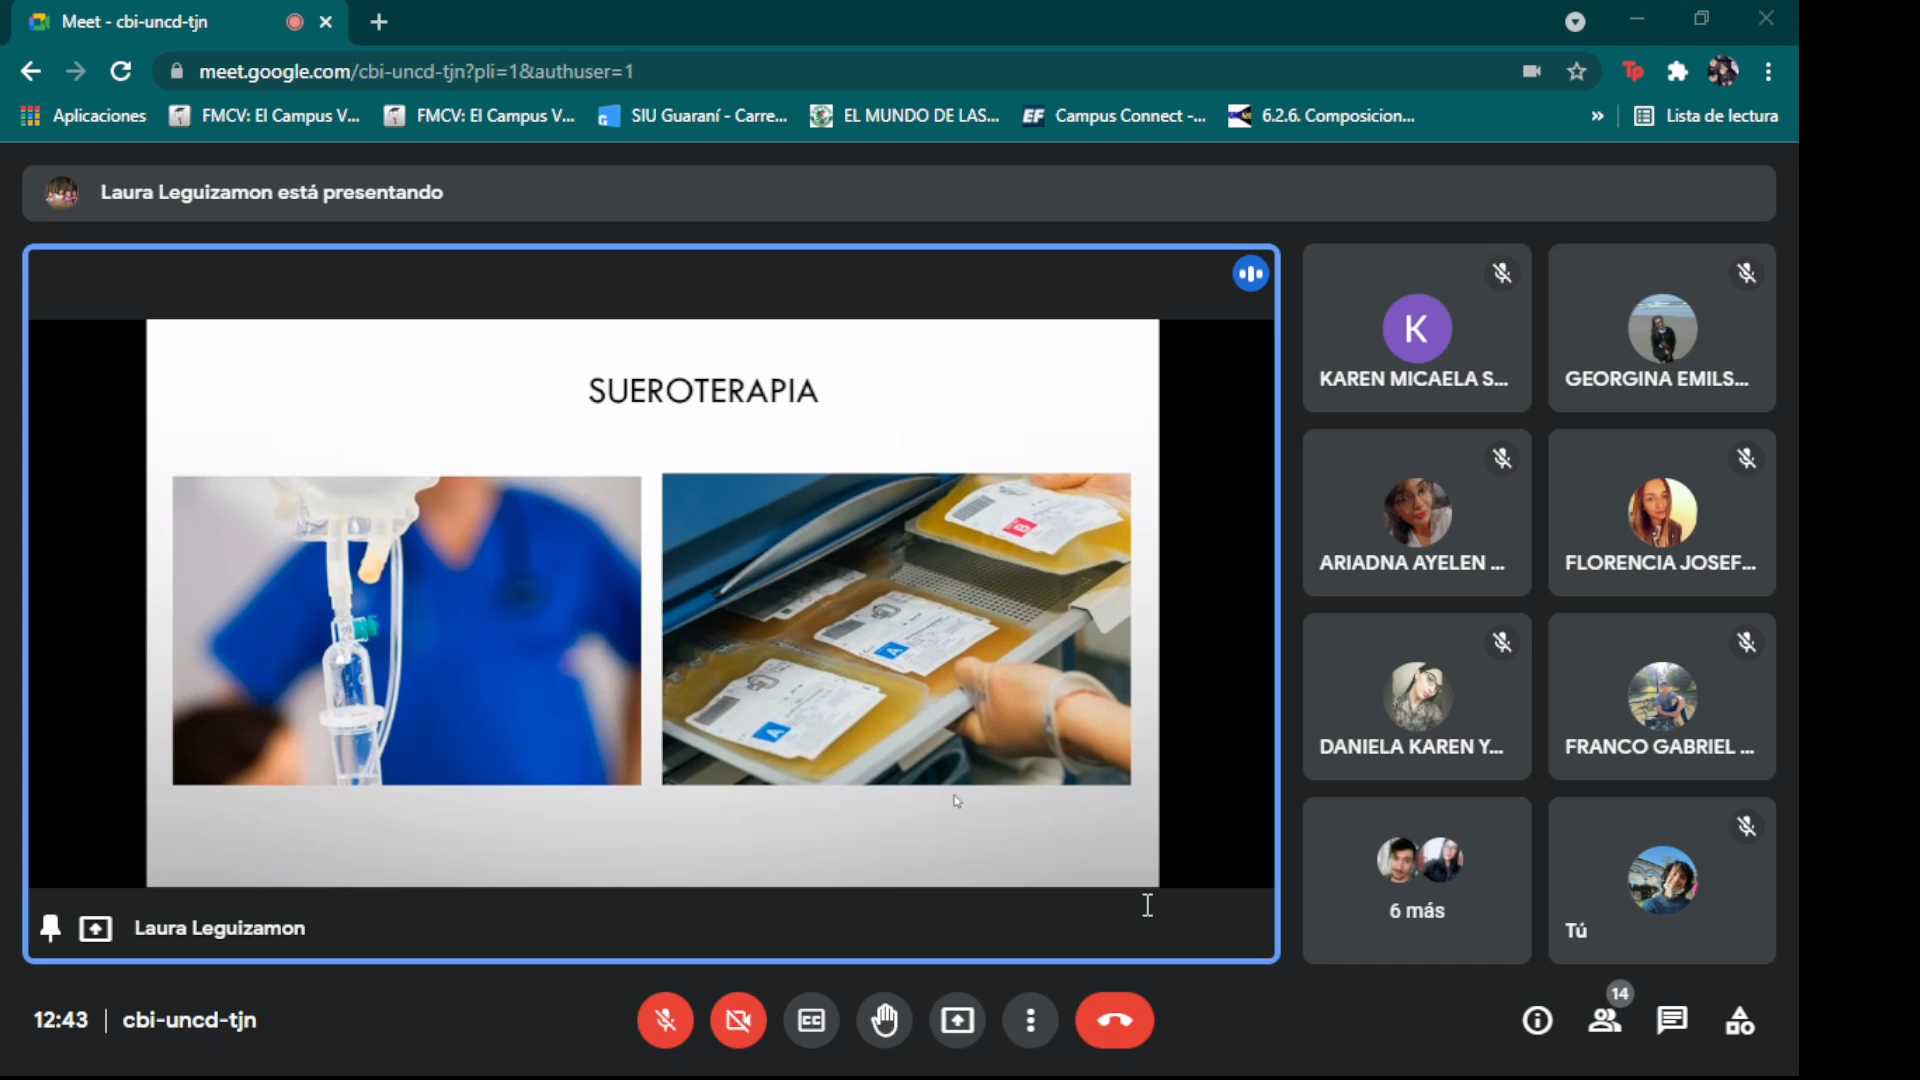 Meet - cbi-uncd-tjn
meet.google.com/cbi-uncd-tjn?pli=1&authuser=1
Tp
Aplicaciones
FMCV: El Campus V...
FMCV: El Campus V...
SIU Guaraní - Carre...
EL MUNDO DE LAS...
EF Campus Connect -...
6.2.6. Composicion...
»
Lista de lectura
Laura Leguizamon está presentando
SUEROTERAPIA
B
A
A
Laura Leguizamon
K
KAREN MICAELA S...
GEORGINA EMILS...
ARIADNA AYELEN ...
FLORENCIA JOSEF...
DANIELA KAREN Y...
FRANCO GABRIEL ...
6 más
Tú
12:43 | cbi-uncd-tjn
CC
14